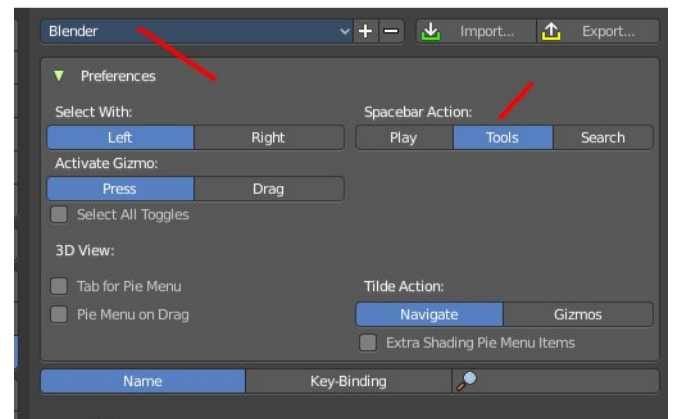 Blender Import... Export...
Preferences
Select With: Spacebar Action:
Left Right Play Tools Search
Activate Gizmo:
Press Drag
Select All Toggles
3D View:
Tab for Pie Menu Tilde Action:
Pie Menu on Drag Navigate Gizmos
Extra Shading Pie Menu Items
Name Key-Binding